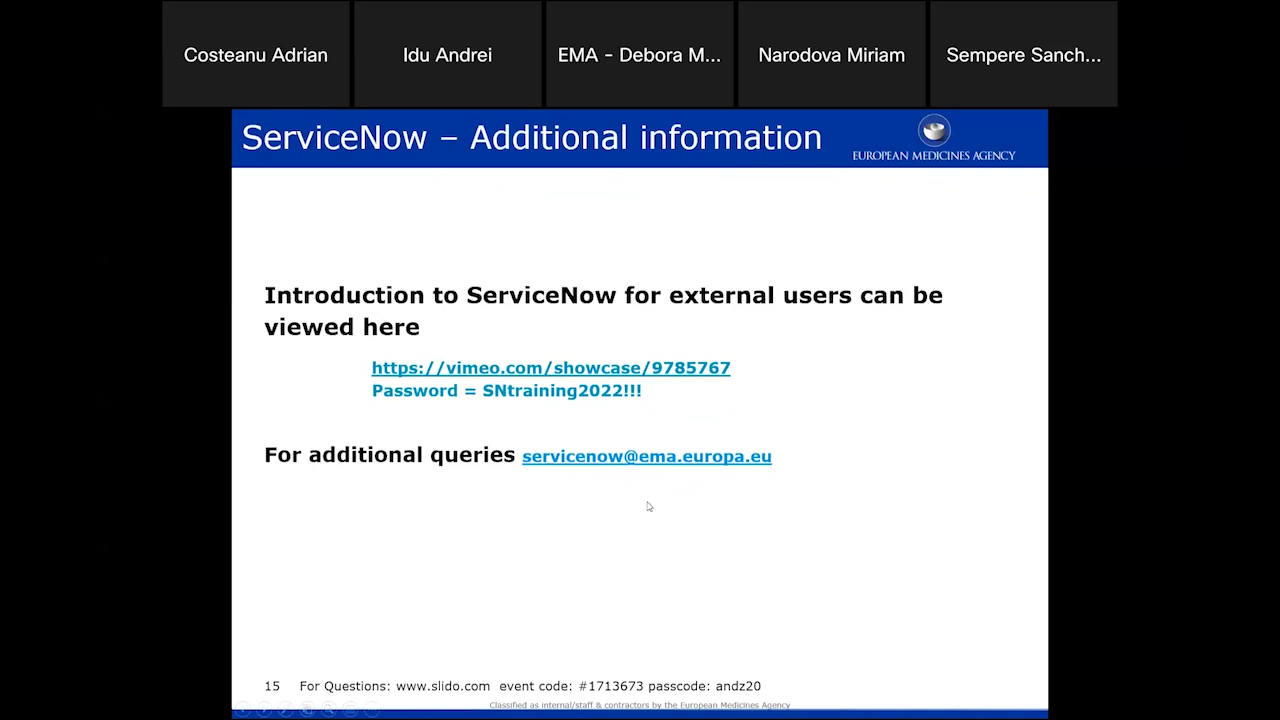 Costeanu Adrian
Idu Andrei
EMA - Debora M...
Narodova Miriam
Sempere Sanch...
ServiceNow – Additional information
EUROPEAN MEDICINES AGENCY
Introduction to ServiceNow for external users can be
viewed here
https://vimeo.com/showcase/9785767
Password = SNtraining2022!!!
For additional queries servicenow@ema.europa.eu
15 For Questions: www.slido.com event code: #1713673 passcode: andz20
Classified as internal/staff & contractors by the European Medicines Agency